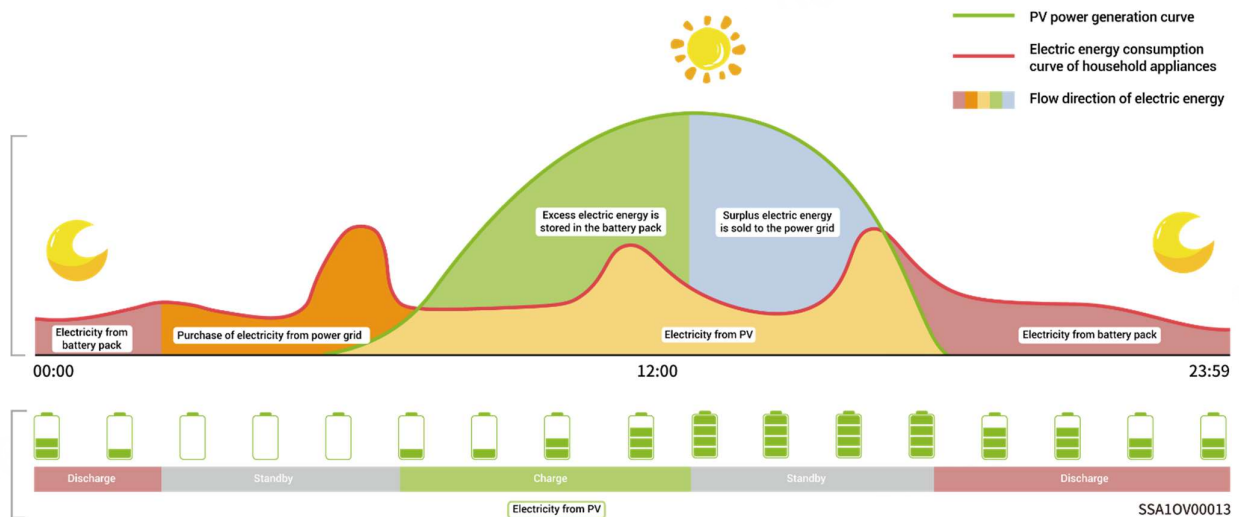 PV power generation curve
Electric energy consumption
curve of household appliances
Flow direction of electric energy
Excess electric energy is
stored in the battery pack
Surplus electric energy
is sold to the power grid
Electricity from
battery pack
Purchase of electricity from power grid
Electricity from PV
Electricity from battery pack
00:00
12:00
23:59
Discharge
Standby
Charge
Standby
Discharge
Electricity from PV
SSA1OV00013